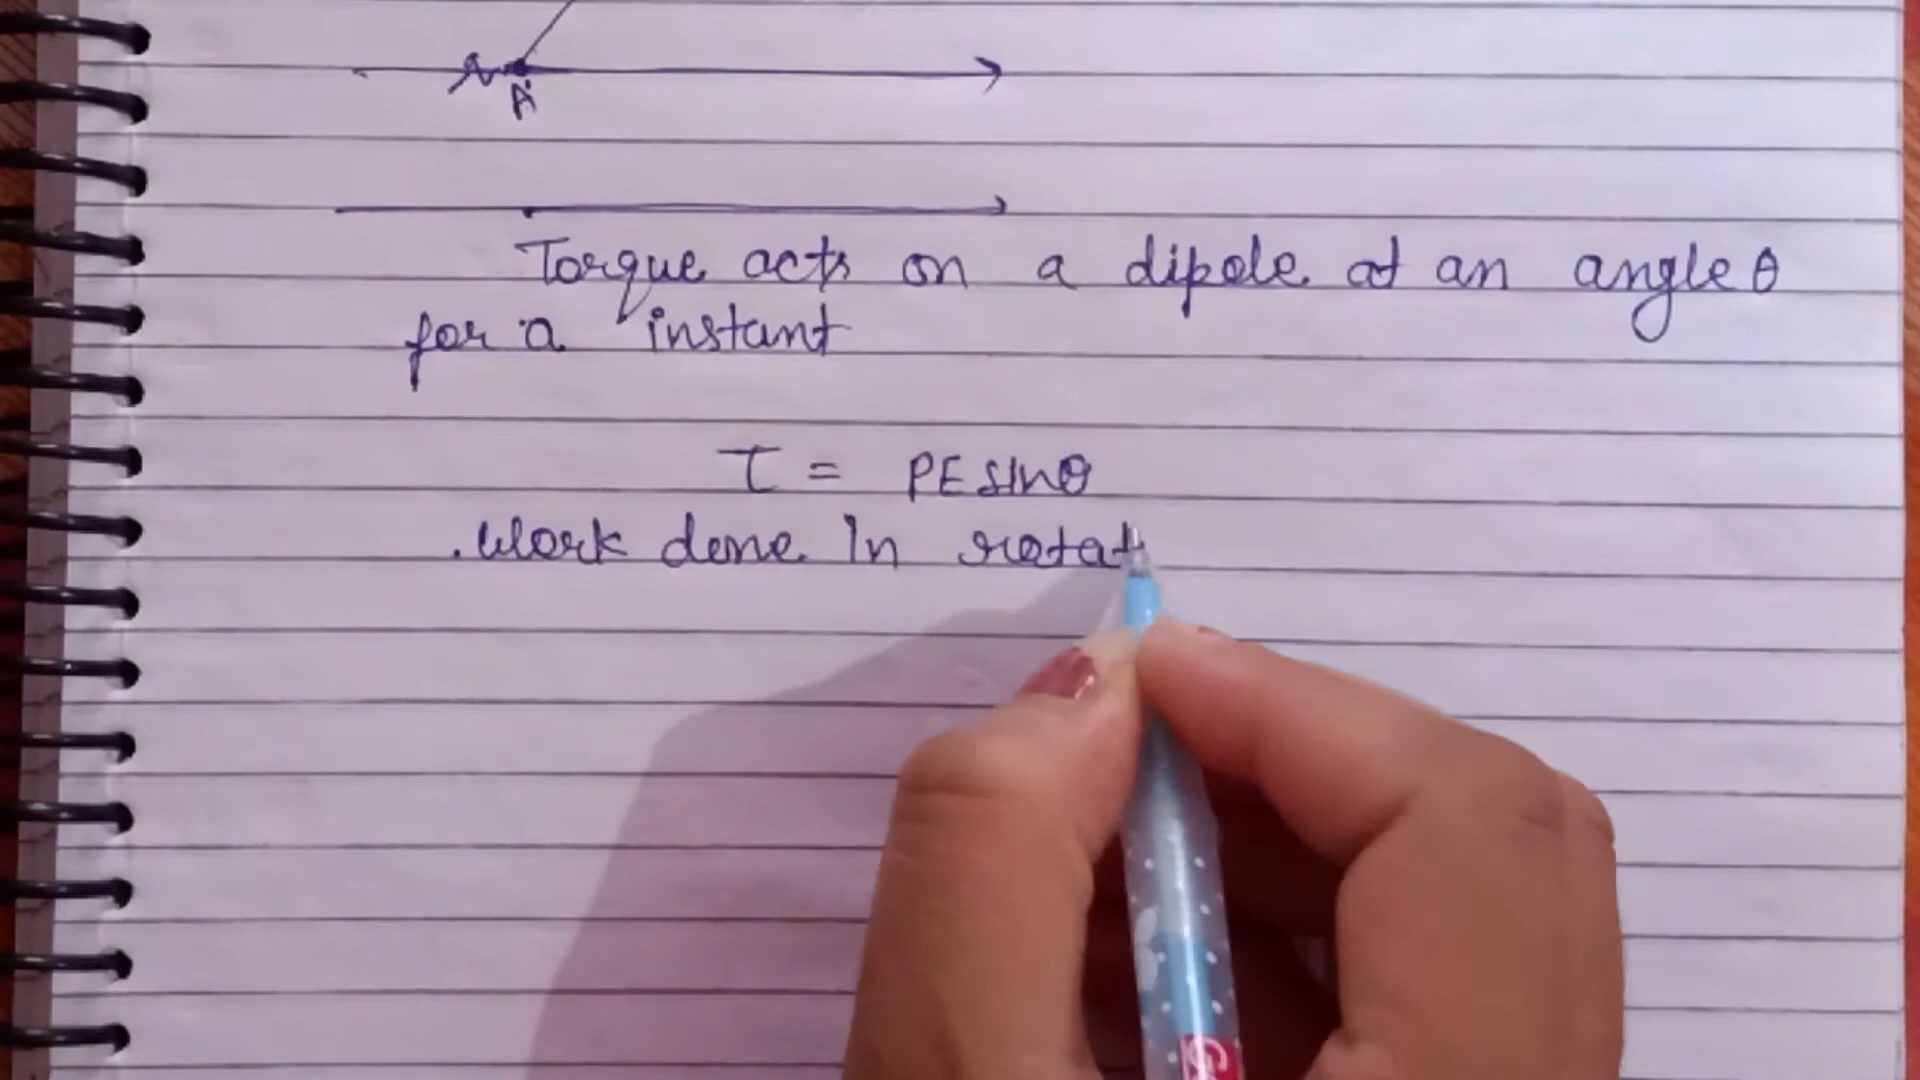 A
Torque acts on a dipole at an angle θ
for a instant
τ = PE sinθ
. Work done In rotat